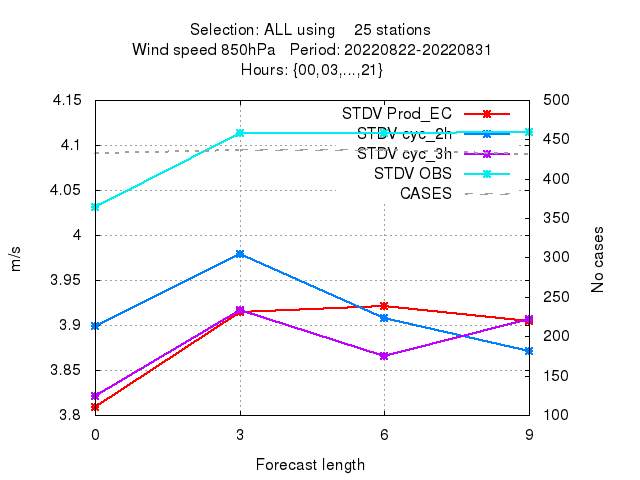 Selection: ALL using    25 stations
Wind speed 850hPa   Period: 20220822-20220831
Hours: {00,03,...,21}
4.15
4.1
4.05
4
3.95
3.9
3.85
3.8
m/s
STDV Prod_EC
STDV cyc_2h
STDV cyc_3h
STDV OBS
CASES
500
450
400
350
300
250
200
150
100
No cases
0 3 6 9
Forecast length